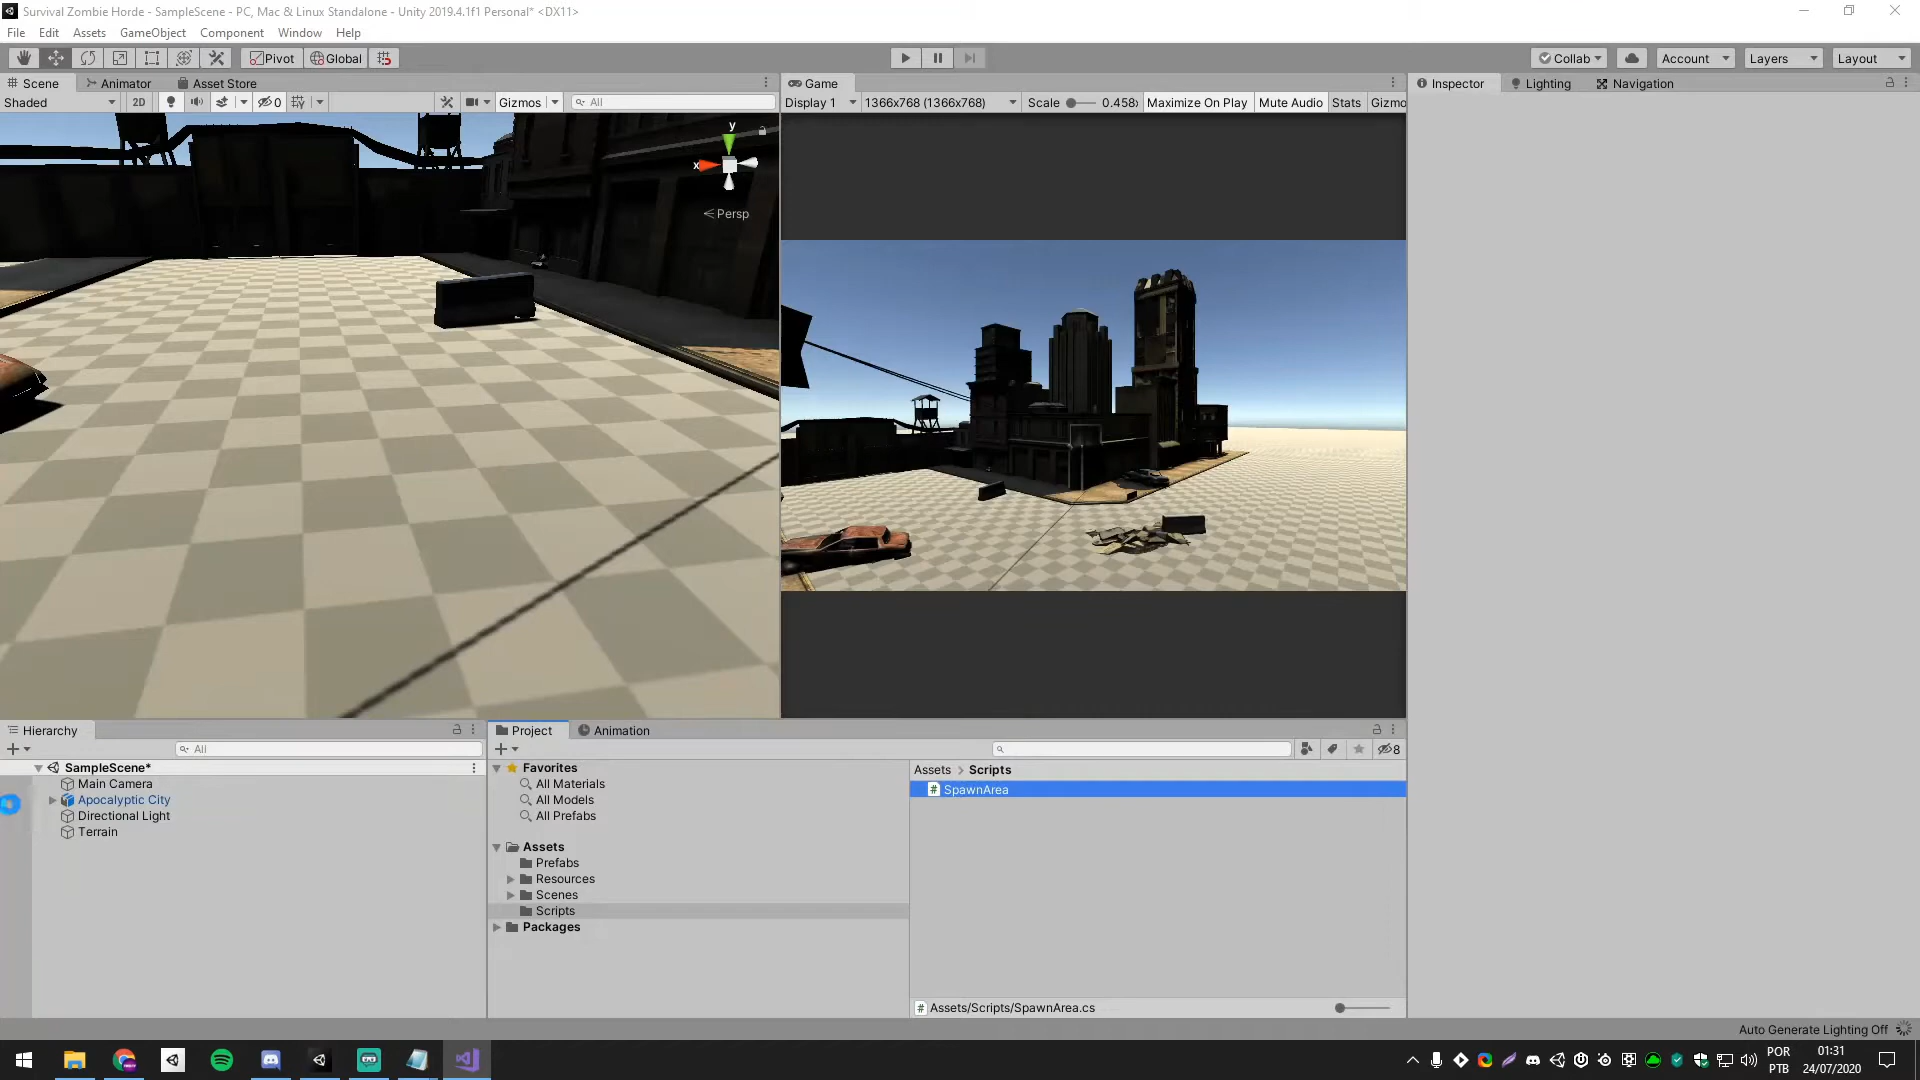 Survival Zombie Horde - SampleScene - PC, Mac & Linux Standalone - Unity 2019.4.1f1 Personal* <DX11>
File Edit Assets GameObject Component Window Help
Pivot Global Collab Account Layers Layout
Scene Animator Asset Store Game Inspector Lighting Navigation
Shaded 2D 0 Gizmos All Display 1 1366x768 (1366x768) Scale 0.458x Maximize On Play Mute Audio Stats Gizmo
y
x
Persp
Hierarchy Project Animation
All 8
SampleScene*
Main Camera
Apocalyptic City
Directional Light
Terrain
Favorites
All Materials
All Models
All Prefabs
Assets
Prefabs
Resources
Scenes
Scripts
Packages
Assets > Scripts
# SpawnArea
# Assets/Scripts/SpawnArea.cs
Auto Generate Lighting Off
POR
PTB
01:31
24/07/2020